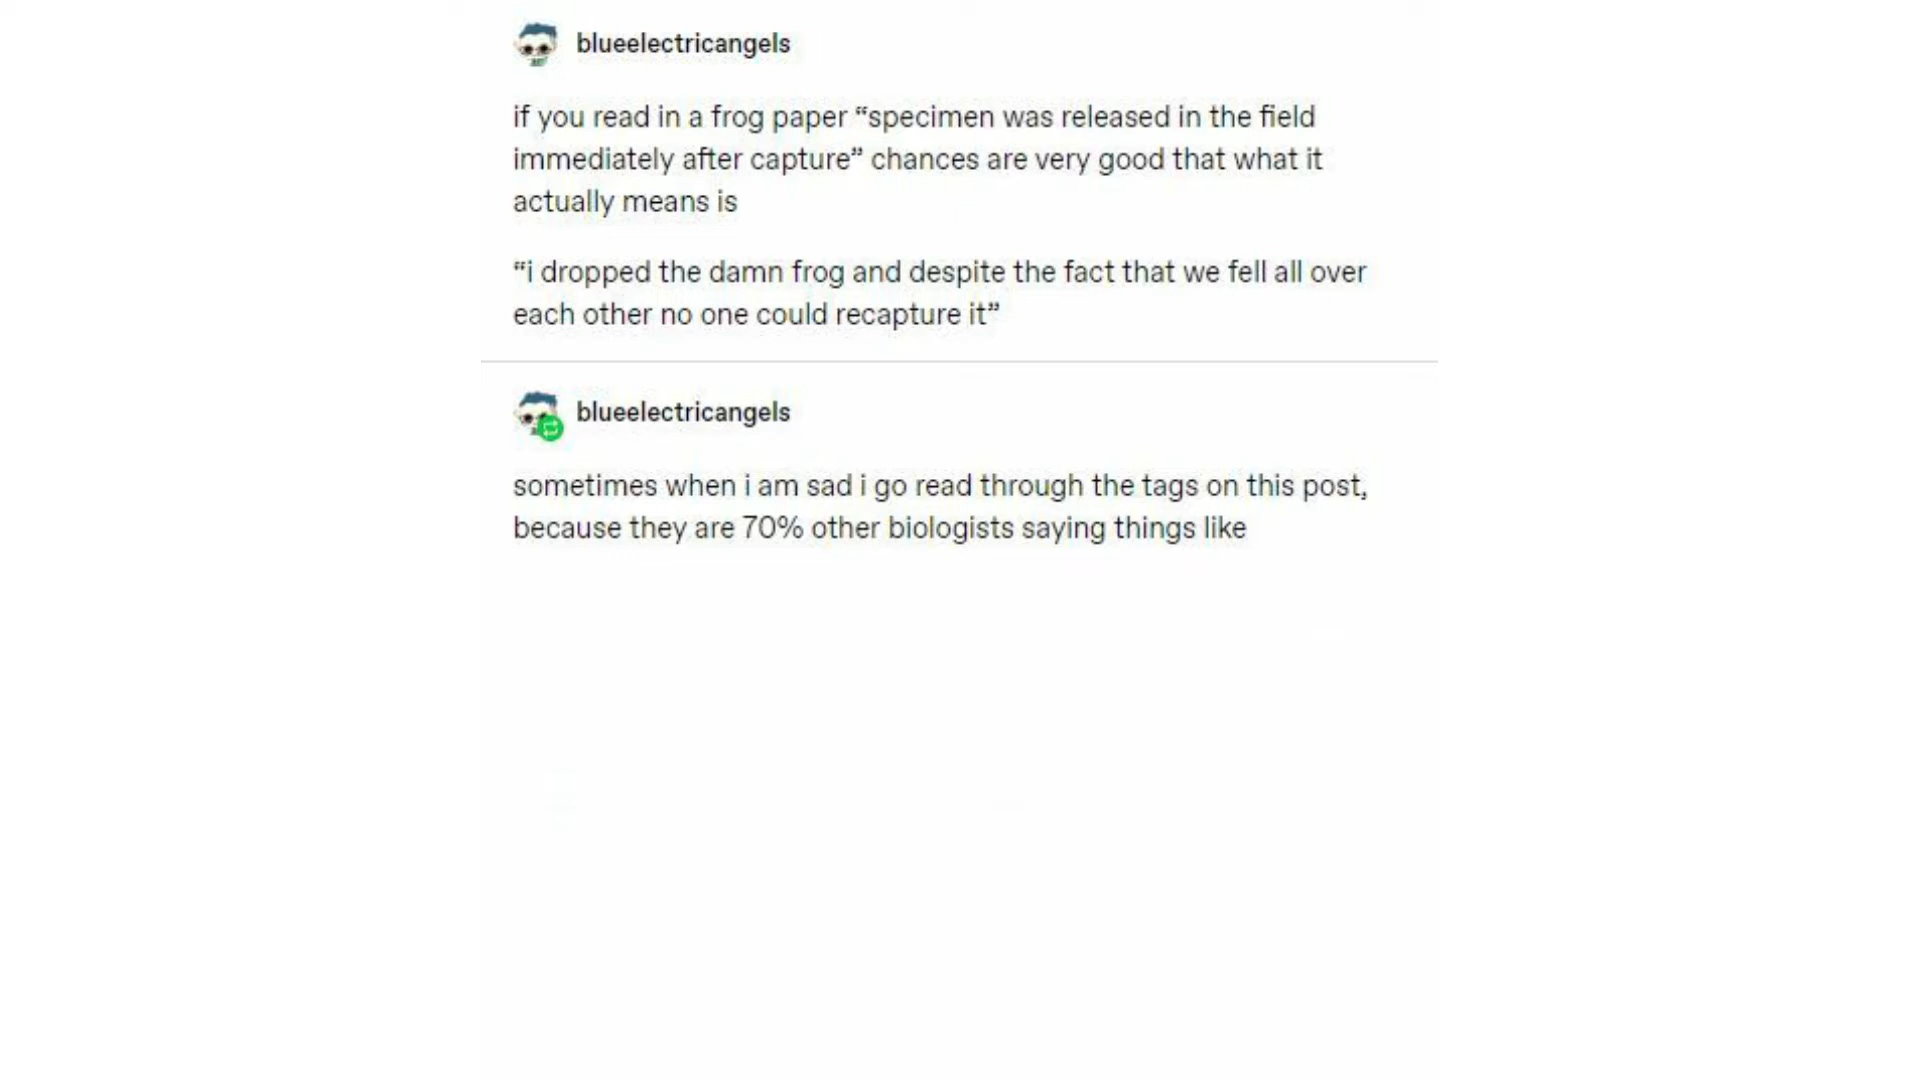 blueelectricangels
if you read in a frog paper “specimen was released in the field
immediately after capture” chances are very good that what it
actually means is
“i dropped the damn frog and despite the fact that we fell all over
each other no one could recapture it”
blueelectricangels
sometimes when i am sad i go read through the tags on this post,
because they are 70% other biologists saying things like